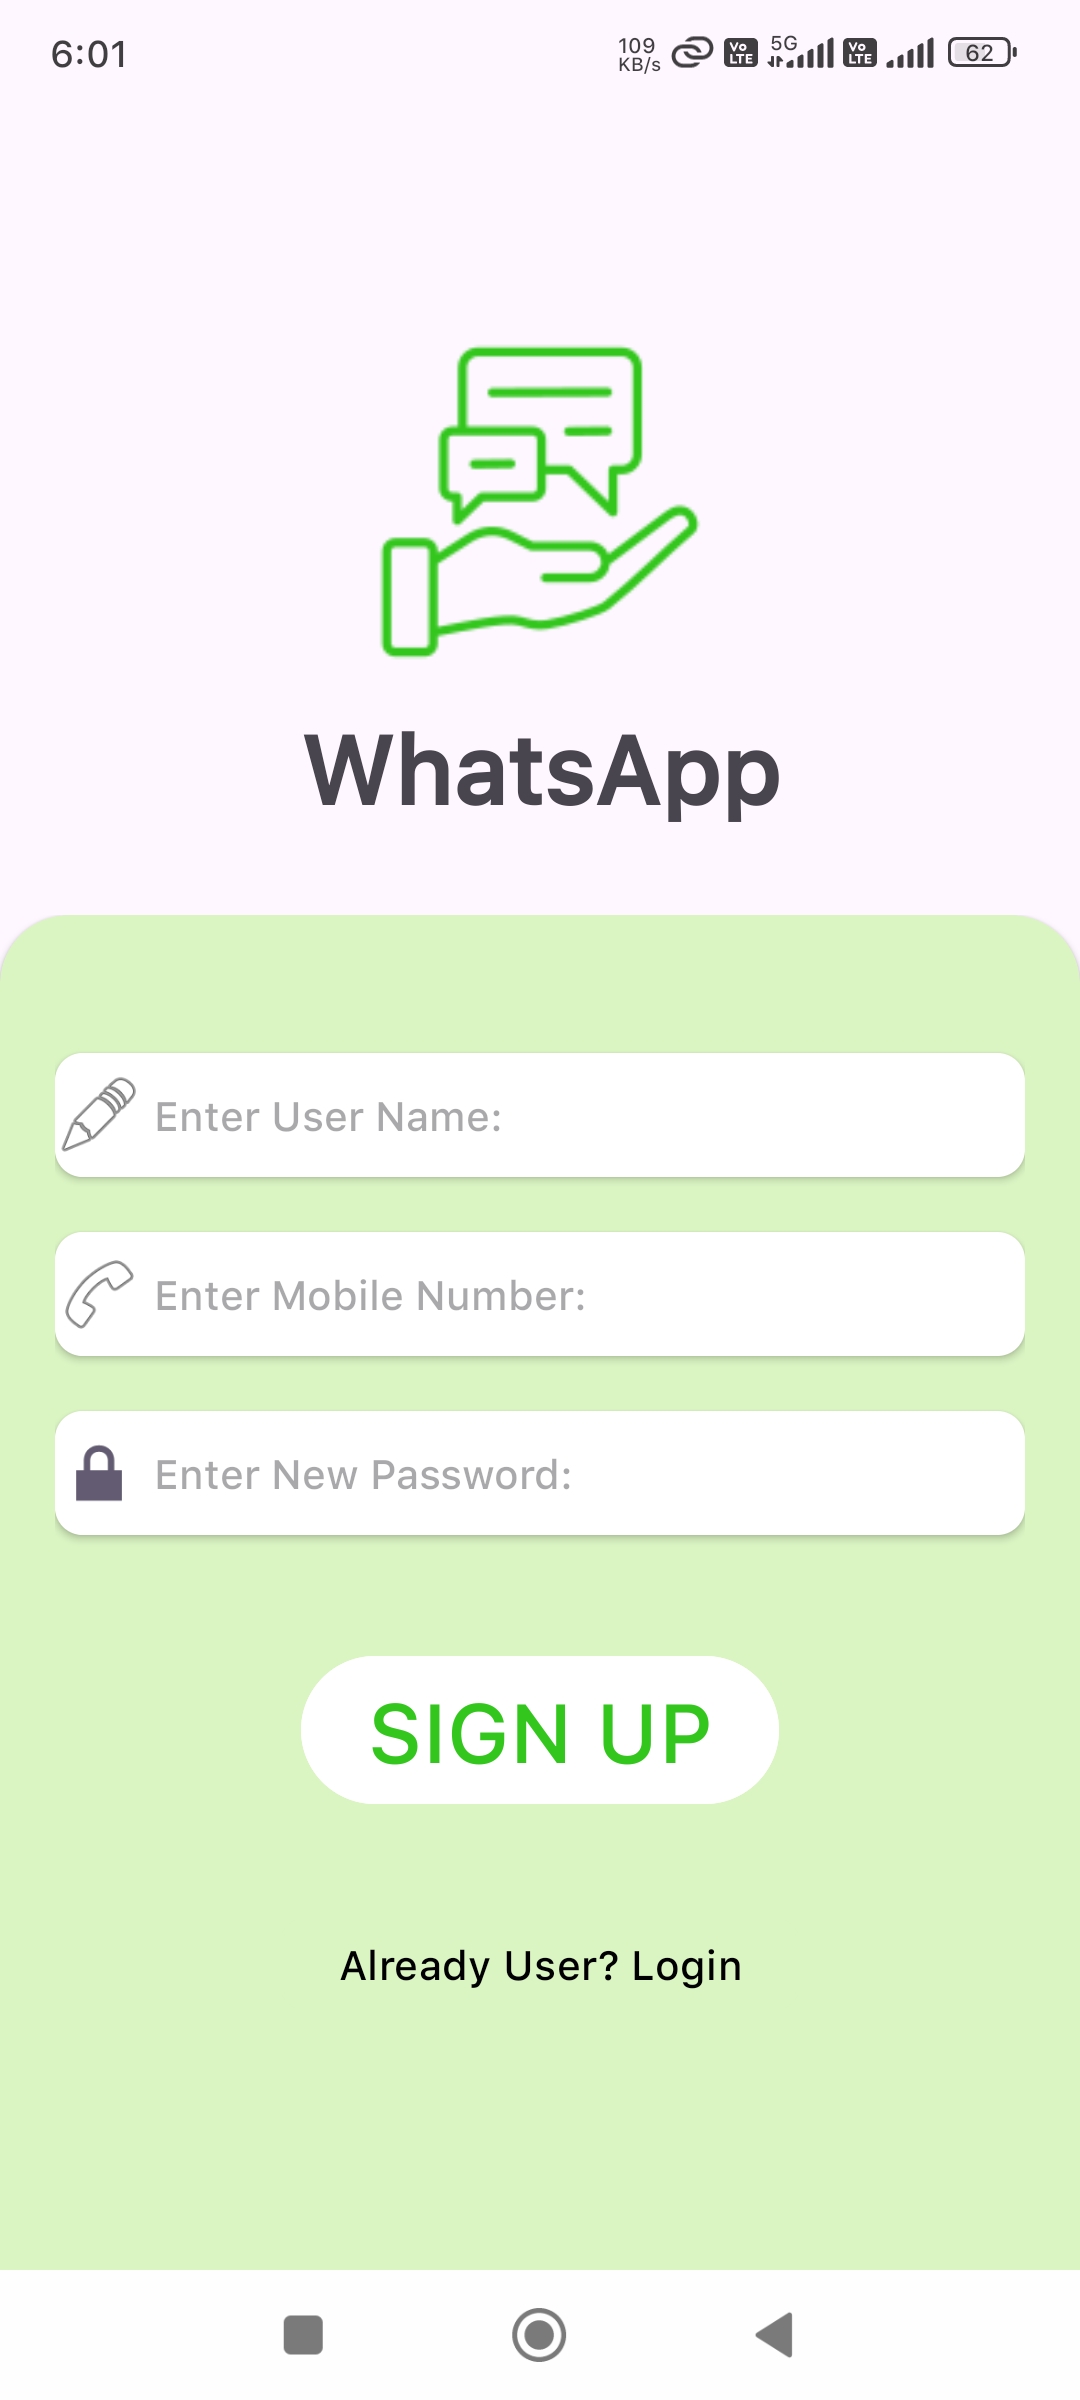 6:01
109
KB/s
Vo
LTE
5G
Vo
LTE
62
WhatsApp
Enter User Name:
Enter Mobile Number:
Enter New Password:
SIGN UP
Already User? Login